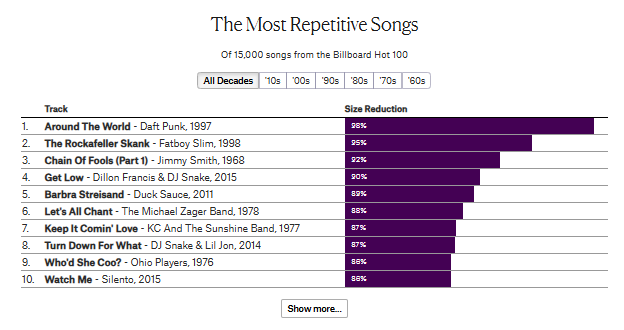 The Most Repetitive Songs
Of 15,000 songs from the Billboard Hot 100
All Decades '10s '00s '90s '80s '70s '60s
Track Size Reduction
1. Around The World - Daft Punk, 1997 98%
2. The Rockafeller Skank - Fatboy Slim, 1998 95%
3. Chain Of Fools (Part 1) - Jimmy Smith, 1968 92%
4. Get Low - Dillon Francis & DJ Snake, 2015 90%
5. Barbra Streisand - Duck Sauce, 2011 89%
6. Let's All Chant - The Michael Zager Band, 1978 88%
7. Keep It Comin' Love - KC And The Sunshine Band, 1977 87%
8. Turn Down For What - DJ Snake & Lil Jon, 2014 87%
9. Who'd She Coo? - Ohio Players, 1976 86%
10. Watch Me - Silento, 2015 86%
Show more...